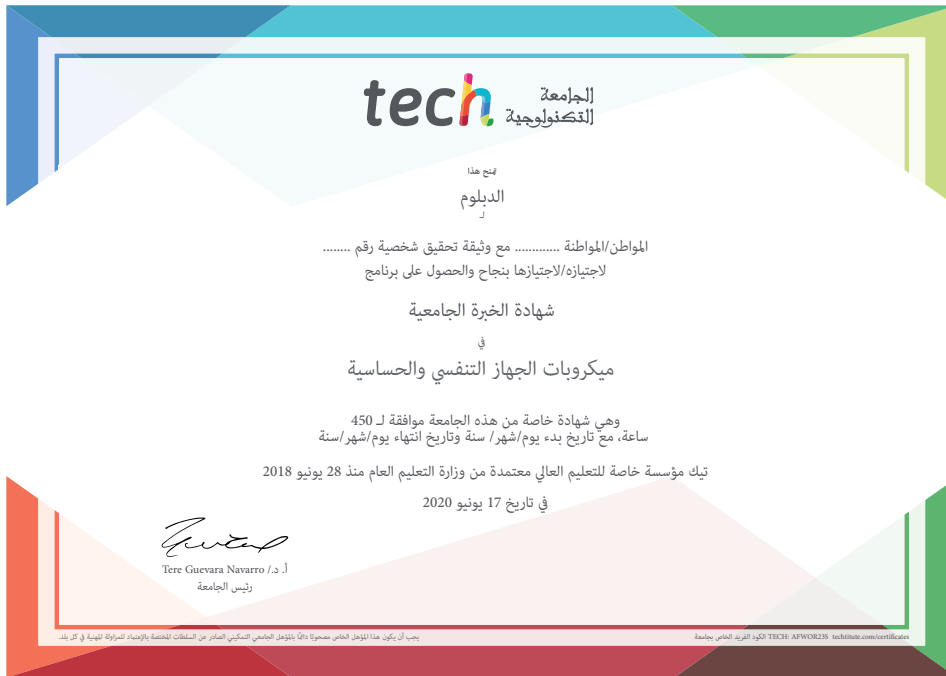 tech الجامعة
التكنولوجية
يمنح هذا
الدبلوم
لـ
المواطن/المواطنة ............. مع وثيقة تحقيق شخصية رقم ........
لاجتيازه/لاجتيازها بنجاح والحصول على برنامج
شهادة الخبرة الجامعية
في
ميكروبات الجهاز التنفسي والحساسية
وهي شهادة خاصة من هذه الجامعة موافقة لـ 450
ساعة، مع تاريخ بدء يوم/شهر/ سنة وتاريخ انتهاء يوم/شهر/سنة
تيك مؤسسة خاصة للتعليم العالي معتمدة من وزارة التعليم العام منذ 28 يونيو 2018
في تاريخ 17 يونيو 2020
أ. د./ Tere Guevara Navarro
رئيس الجامعة
يجب أن يكون هذا المؤهل الخاص مصحوبًا دائمًا بالمؤهل الجامعي التمكيني الصادر عن السلطات المختصة بالإعتماد للمزاولة المهنية في كل بلد.
الكود الفريد الخاص بجامعة TECH: AFWOR23S techtitute.com/certificates